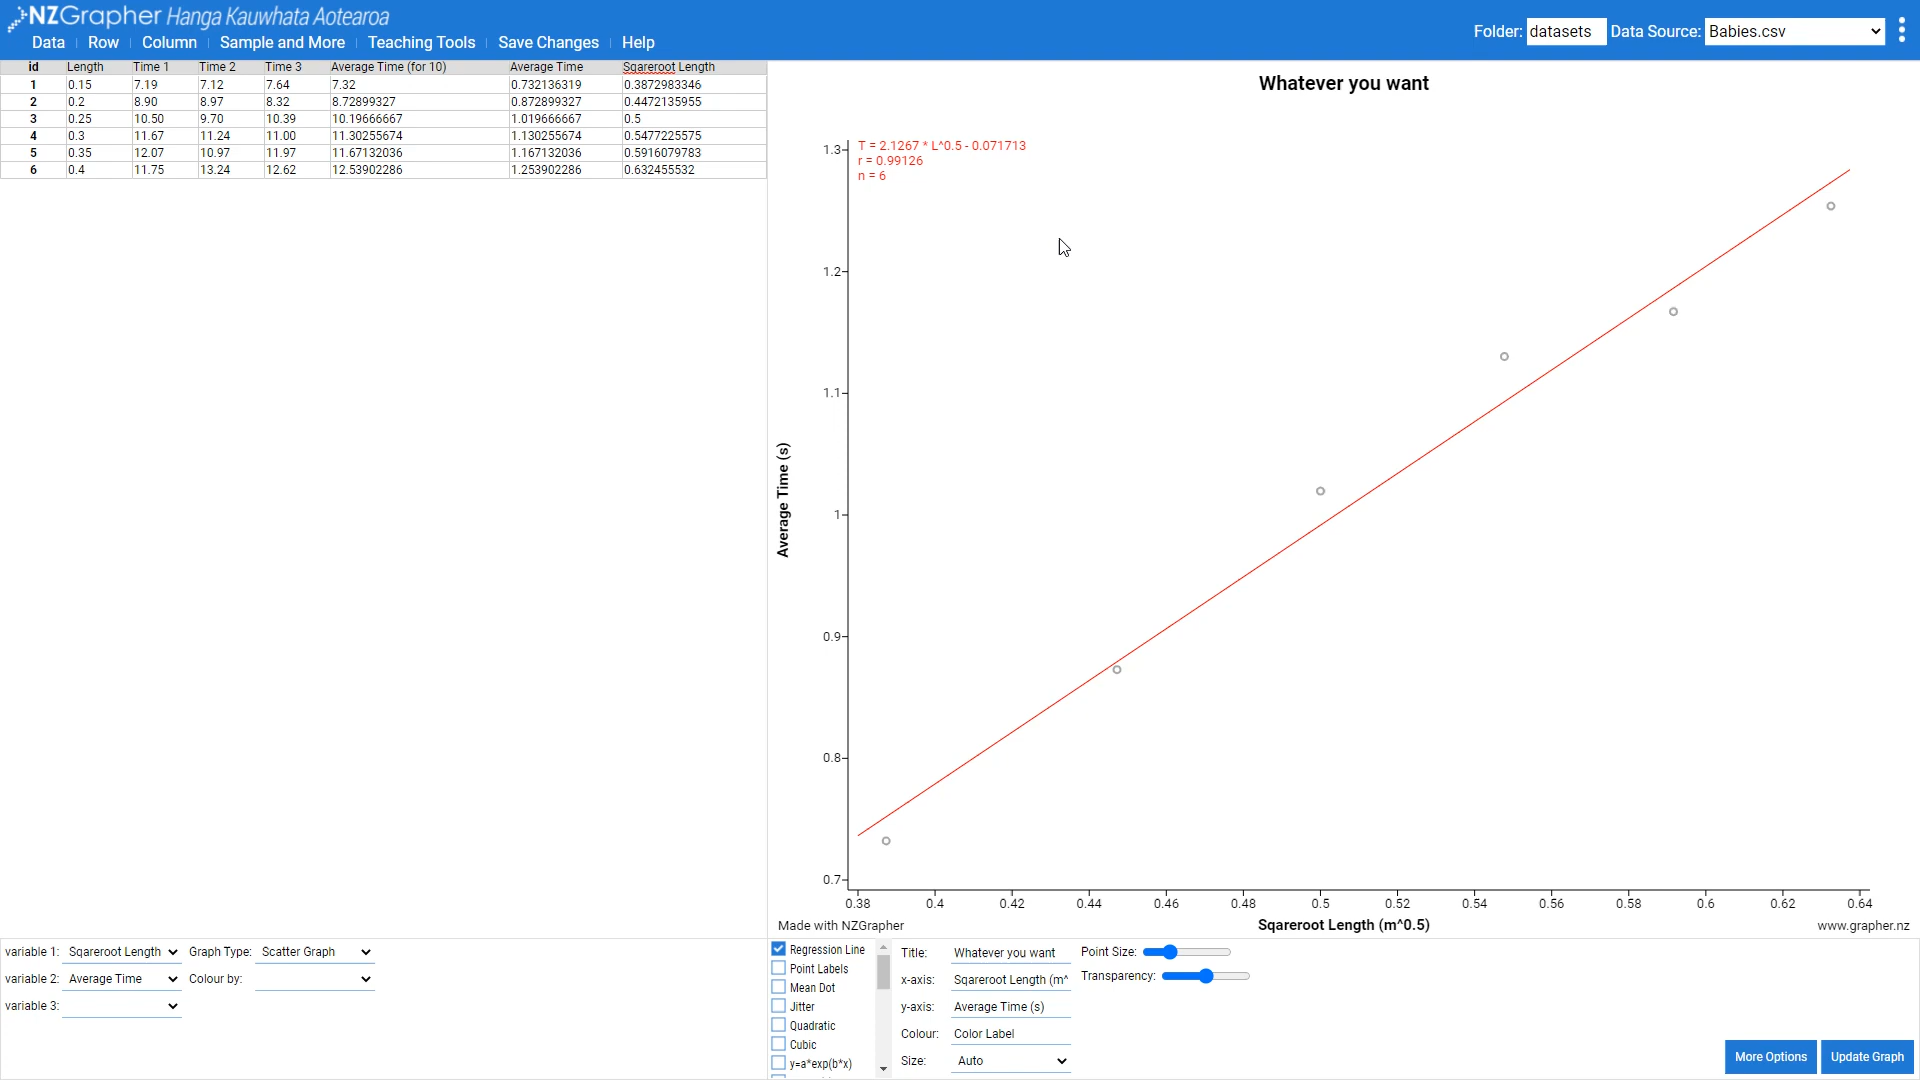 NZGrapher Hanga Kauwhata Aotearoa
Data Row Column Sample and More Teaching Tools Save Changes Help
Folder: datasets Data Source: Babies.csv
id Length Time 1 Time 2 Time 3 Average Time (for 10) Average Time Sqareroot Length
1 0.15 7.19 7.12 7.64 7.32 0.732136319 0.3872983346
2 0.2 8.90 8.97 8.32 8.72899327 0.872899327 0.4472135955
3 0.25 10.50 9.70 10.39 10.19666667 1.019666667 0.5
4 0.3 11.67 11.24 11.00 11.30255674 1.130255674 0.5477225575
5 0.35 12.07 10.97 11.97 11.67132036 1.167132036 0.5916079783
6 0.4 11.75 13.24 12.62 12.53902286 1.253902286 0.632455532
Whatever you want
T = 2.1267 * L^0.5 - 0.071713
r = 0.99126
n = 6
1.3
1.2
1.1
1
0.9
0.8
0.7
Average Time (s)
0.38 0.4 0.42 0.44 0.46 0.48 0.5 0.52 0.54 0.56 0.58 0.6 0.62 0.64
Made with NZGrapher
Sqareroot Length (m^0.5)
www.grapher.nz
variable 1: Sqareroot Length Graph Type: Scatter Graph
variable 2: Average Time Colour by:
variable 3:
Regression Line
Point Labels
Mean Dot
Jitter
Quadratic
Cubic
y=a*exp(b*x)
Title: Whatever you want
x-axis: Sqareroot Length (m^
y-axis: Average Time (s)
Colour: Color Label
Size: Auto
Point Size:
Transparency:
More Options Update Graph